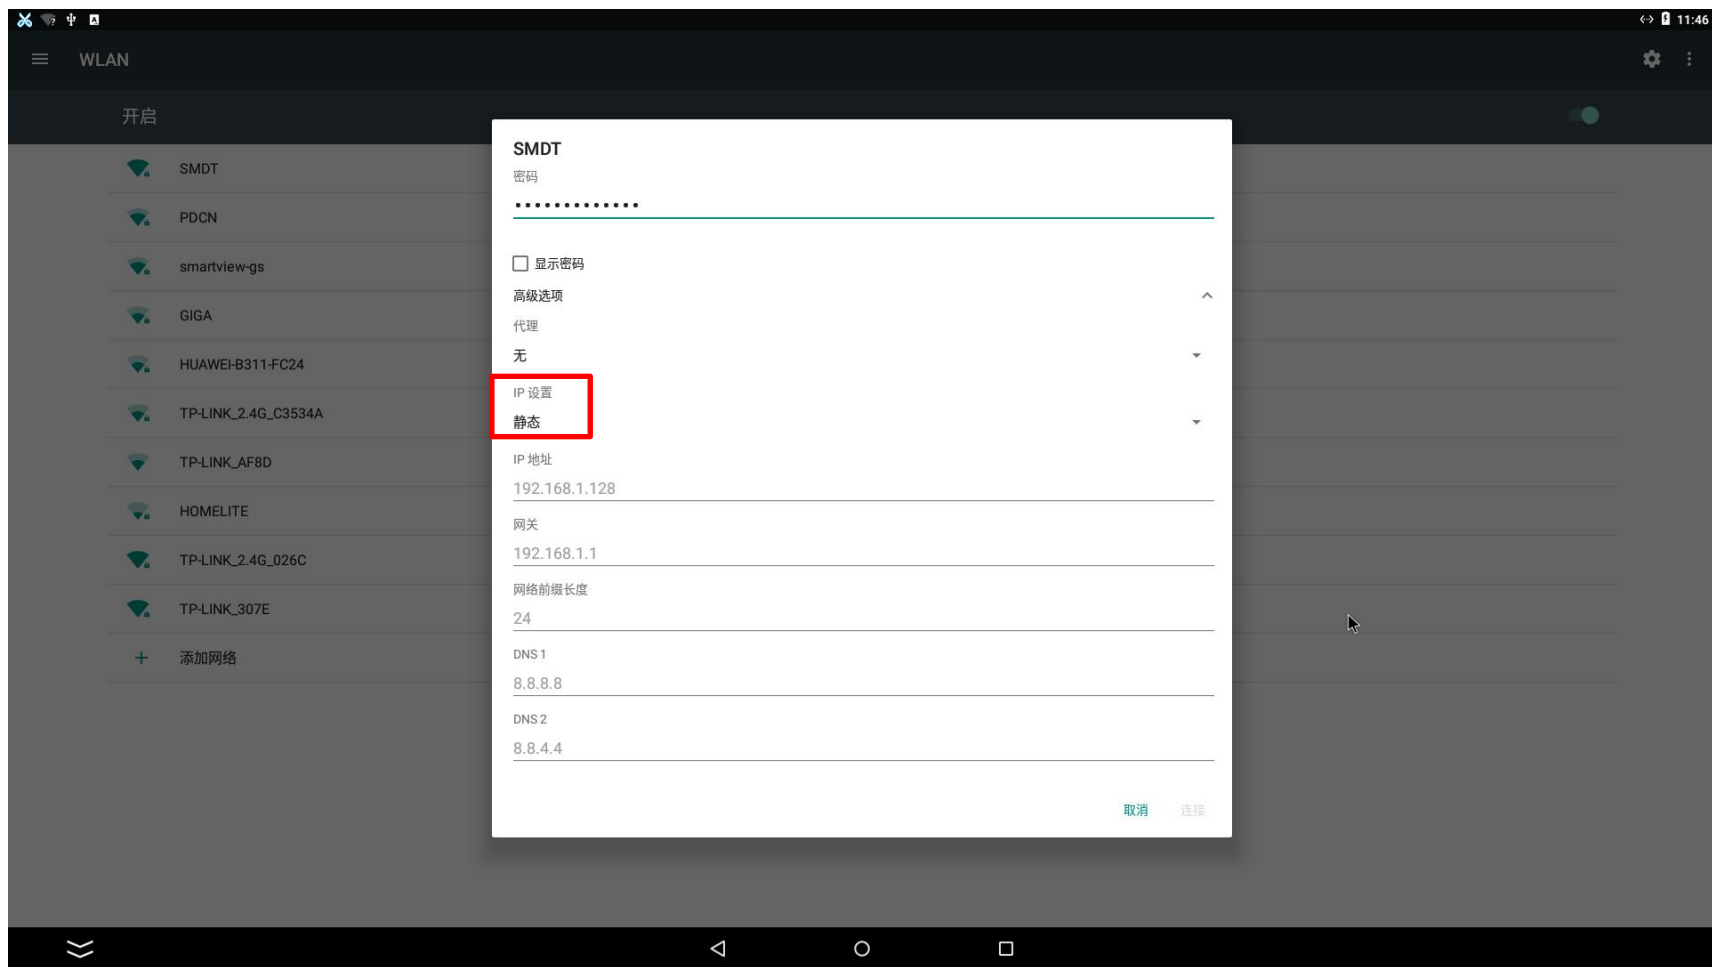 11:46
WLAN
开启
SMDT
PDCN
smartview-gs
GIGA
HUAWEI-B311-FC24
TP-LINK_2.4G_C3534A
TP-LINK_AF8D
HOMELITE
TP-LINK_2.4G_026C
TP-LINK_307E
添加网络
SMDT
密码
•••••••••••••
显示密码
高级选项
代理
无
IP 设置
静态
IP 地址
192.168.1.128
网关
192.168.1.1
网络前缀长度
24
DNS 1
8.8.8.8
DNS 2
8.8.4.4
取消 连接